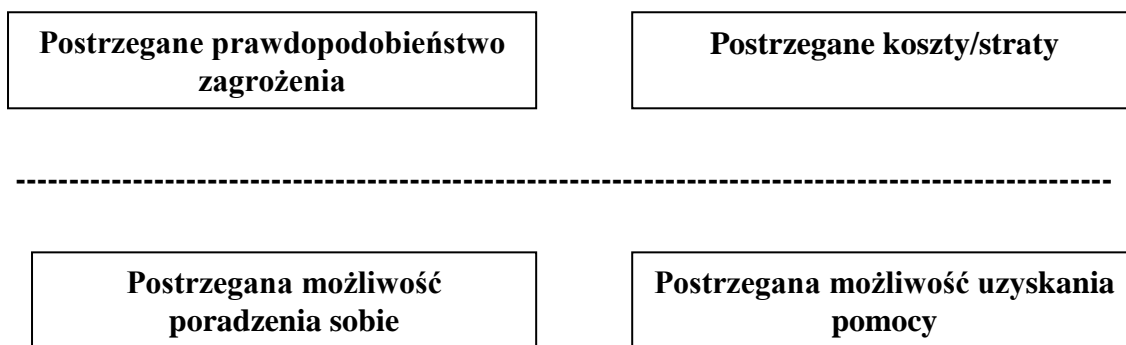 Postrzegane prawdopodobieństwo
zagrożenia
Postrzegane koszty/straty
Postrzegana możliwość
poradzenia sobie
Postrzegana możliwość uzyskania
pomocy